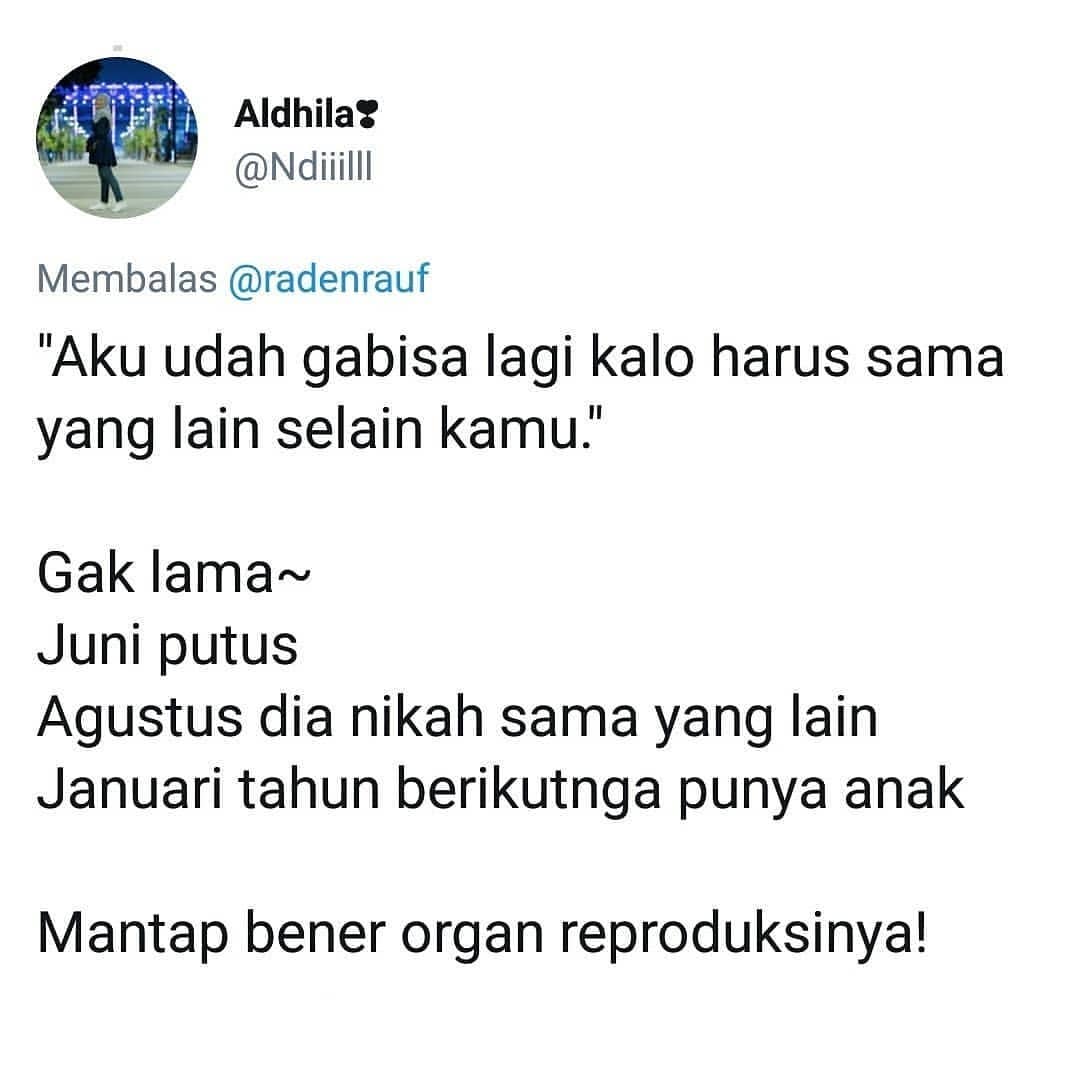 Aldhila❣
@Ndiiilll
Membalas @radenrauf
"Aku udah gabisa lagi kalo harus sama
yang lain selain kamu."
Gak lama~
Juni putus
Agustus dia nikah sama yang lain
Januari tahun berikutnga punya anak
Mantap bener organ reproduksinya!